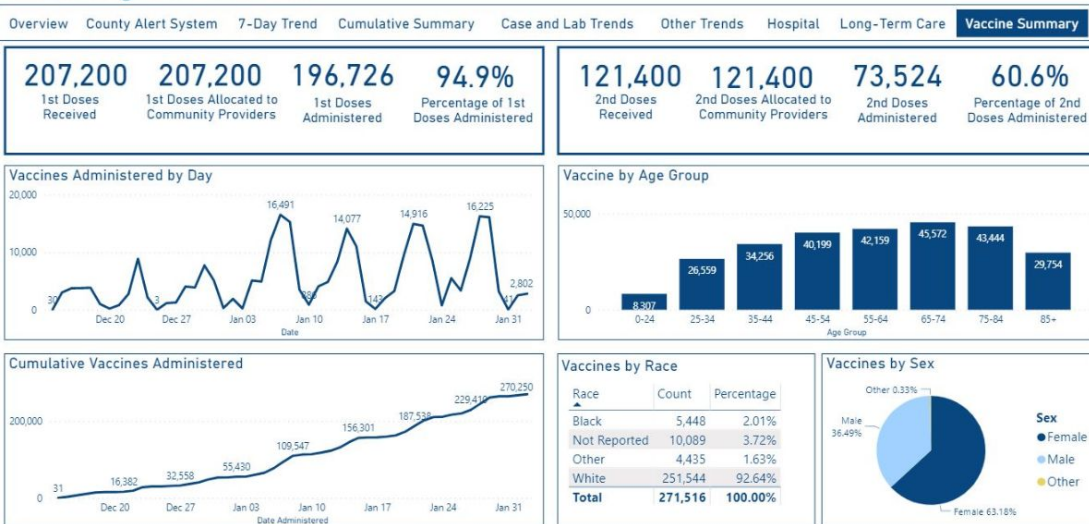 Overview County Alert System 7-Day Trend Cumulative Summary Case and Lab Trends Other Trends Hospital Long-Term Care Vaccine Summary
207,200 207,200 196,726 94.9%
1st Doses Received
1st Doses Allocated to Community Providers
1st Doses Administered
Percentage of 1st Doses Administered
121,400 121,400 73,524 60.6%
2nd Doses Received
2nd Doses Allocated to Community Providers
2nd Doses Administered
Percentage of 2nd Doses Administered
Vaccines Administered by Day
20,000
10,000
0
30 3 16,491 14,077 143 14,916 16,225 41 2,802
Dec 20 Dec 27 Jan 03 Jan 10 Jan 17 Jan 24 Jan 31
Date
Vaccine by Age Group
50,000
0
8,307 26,559 34,256 40,199 42,159 45,572 43,444 29,754
0-24 25-34 35-44 45-54 55-64 65-74 75-84 85+
Age Group
Cumulative Vaccines Administered
200,000
0
31 16,382 32,558 55,430 109,547 156,301 187,538 229,419 270,250
Dec 20 Dec 27 Jan 03 Jan 10 Jan 17 Jan 24 Jan 31
Date Administered
Vaccines by Race
Race Count Percentage
Black 5,448 2.01%
Not Reported 10,089 3.72%
Other 4,435 1.63%
White 251,544 92.64%
Total 271,516 100.00%
Vaccines by Sex
Other 0.33%
Male 36.49%
Female 63.18%
Sex
Female
Male
Other